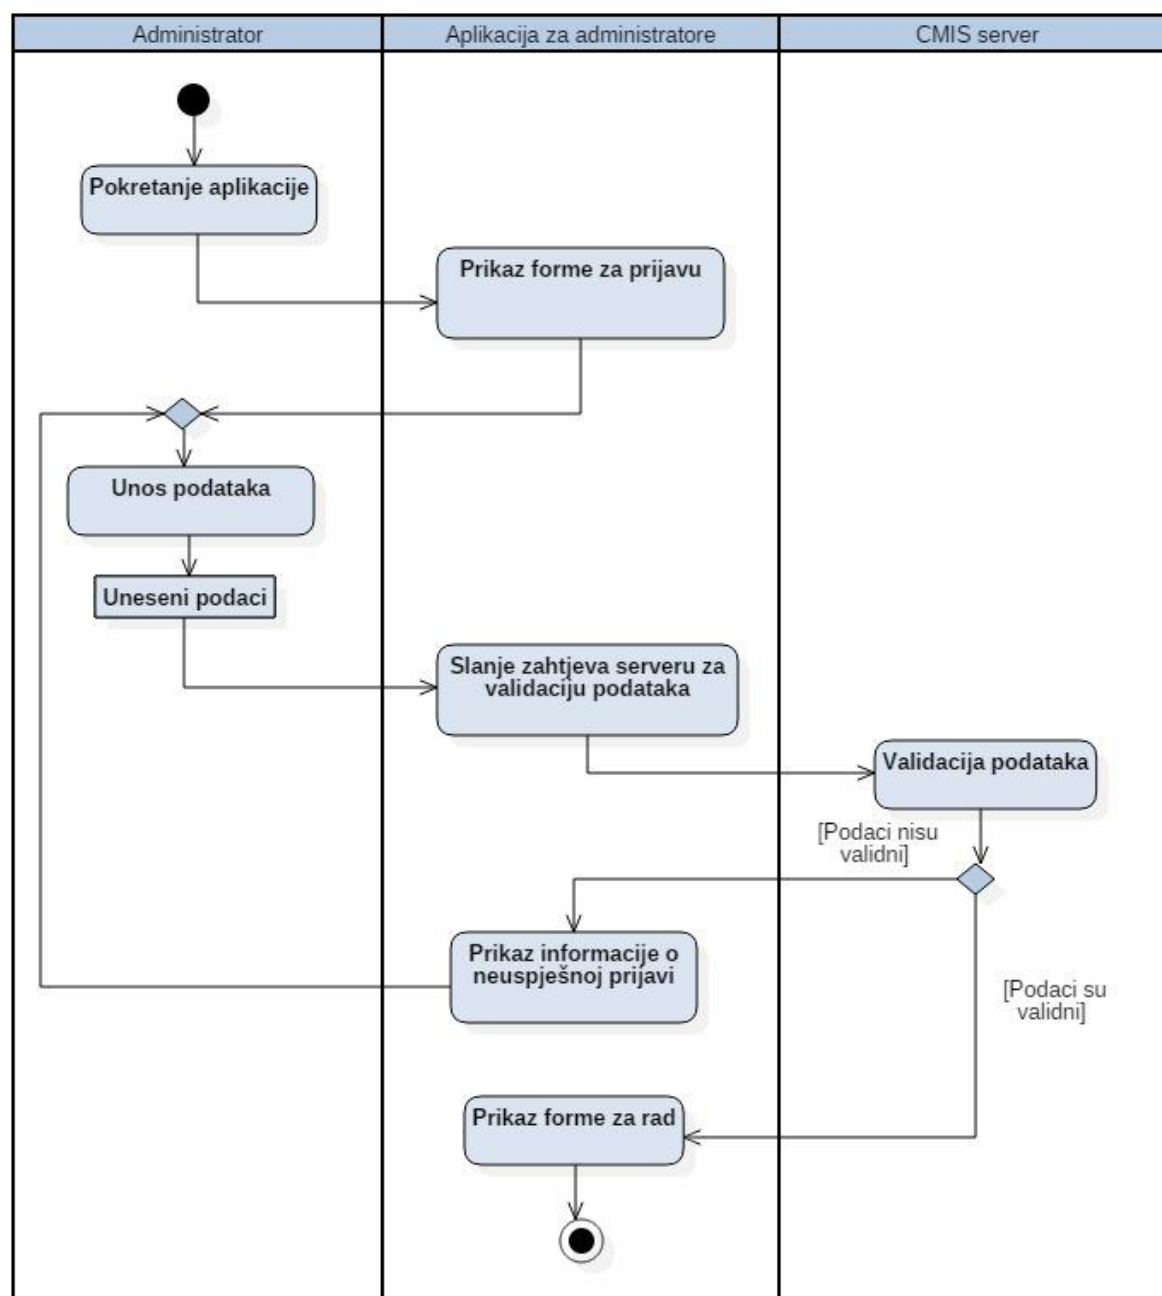 Administrator
Aplikacija za administratore
CMIS server
Pokretanje aplikacije
Prikaz forme za prijavu
Unos podataka
Uneseni podaci
Slanje zahtjeva serveru za
validaciju podataka
Validacija podataka
[Podaci nisu
validni]
Prikaz informacije o
neuspješnoj prijavi
[Podaci su
validni]
Prikaz forme za rad